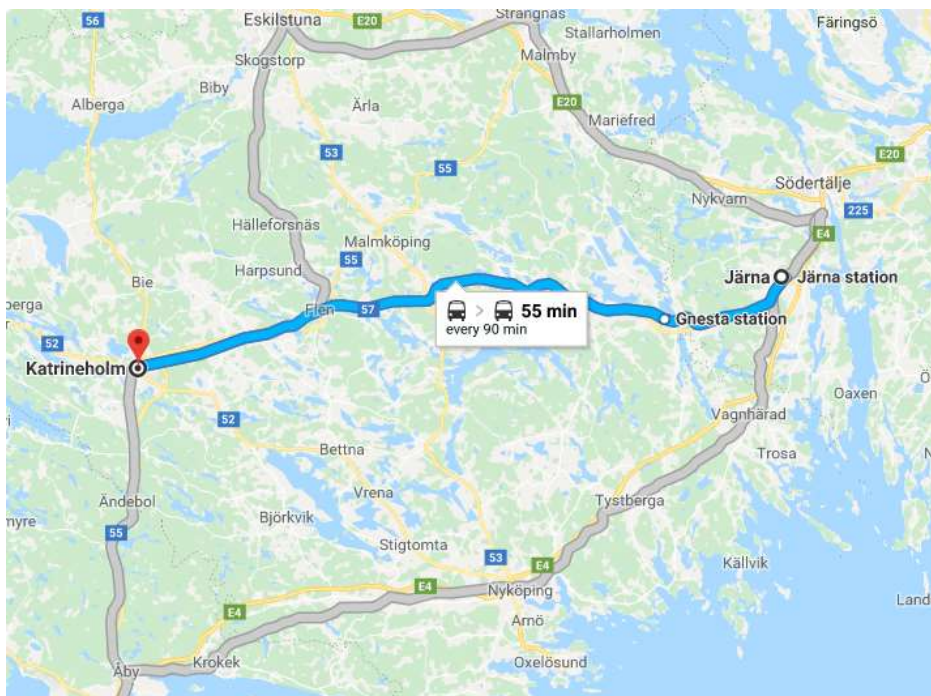 56
Eskilstuna
E20
Strängnäs
Färingsö
Stallarholmen
Skogstorp
Malmby
Biby
Alberga
Ärla
E20
Mariefred
53
55
E20
Södertälje
Nykvarn
225
Hälleforsnäs
E4
Malmköping
55
Harpsund
Bie
Järna
Järna station
berga
Flen
57
55 min
every 90 min
Gnesta station
52
Katrineholm
Oaxen
52
Vagnhärad
Bettna
Trosa
Vrena
Ändebol
Tystberga
myre
Björkvik
55
Stigtomta
53
Källvik
E4
E4
Nyköping
Land
E4
Arnö
Åby
Krokek
Oxelösund